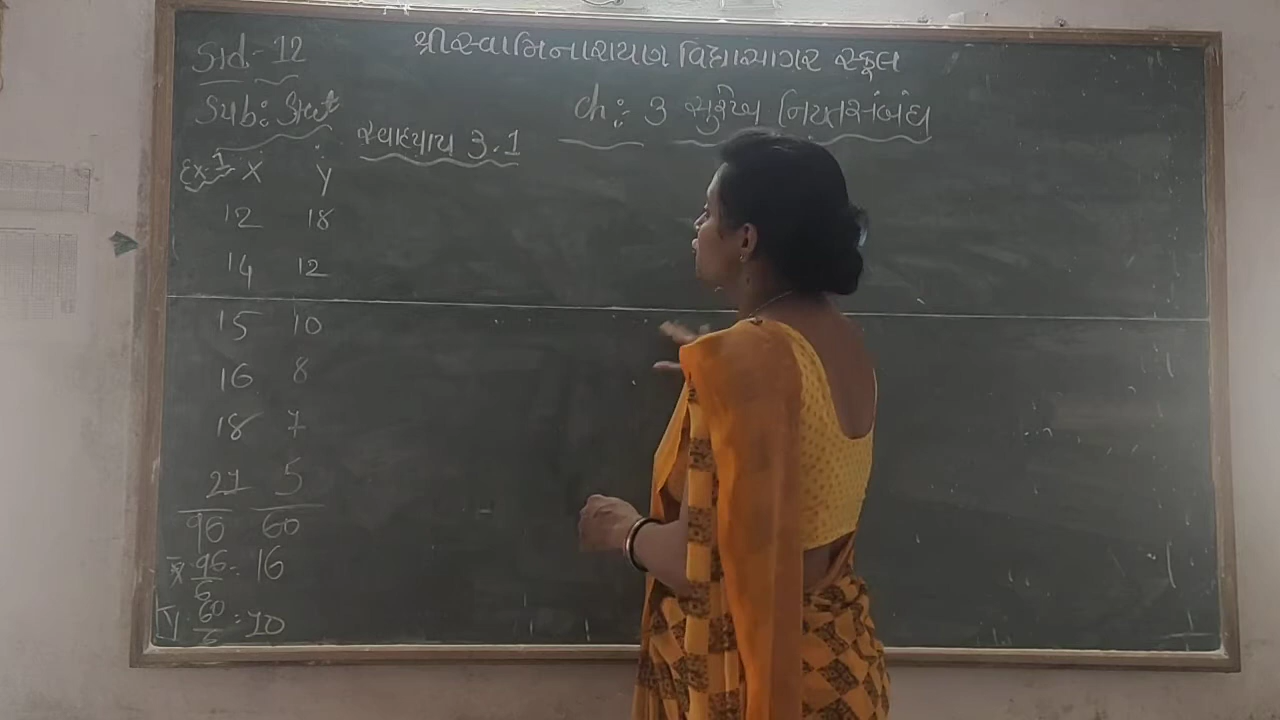 Std - 12
શ્રી સ્વામિનારાયણ વિદ્યાસાગર સ્કૂલ
Sub: Stat
ch: 3 સુરેખ નિયતસંબંધ
સ્વાધ્યાય 3.1
Ex-1 X Y
12 18
14 12
15 10
16 8
18 7
21 5
96 60
x̄ = 96/6 = 16
ȳ = 60/6 = 10